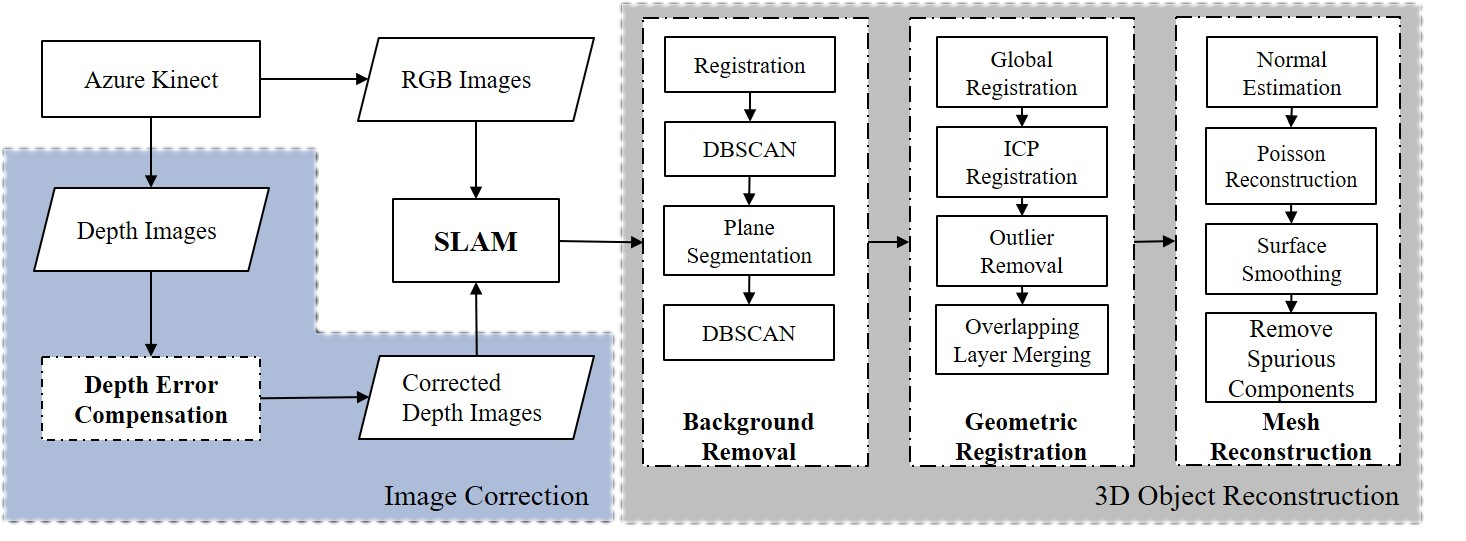 Azure Kinect
RGB Images
Depth Images
SLAM
Depth Error
Compensation
Corrected
Depth Images
Image Correction
Registration
DBSCAN
Plane
Segmentation
DBSCAN
Background
Removal
Global
Registration
ICP
Registration
Outlier
Removal
Overlapping
Layer Merging
Geometric
Registration
Normal
Estimation
Poisson
Reconstruction
Surface
Smoothing
Remove
Spurious
Components
Mesh
Reconstruction
3D Object Reconstruction